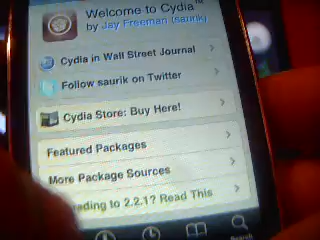 Welcome to Cydia™
by Jay Freeman (saurik)
Cydia in Wall Street Journal
Follow saurik on Twitter
Cydia Store: Buy Here!
Featured Packages
More Package Sources
ading to 2.2.1? Read This
Search